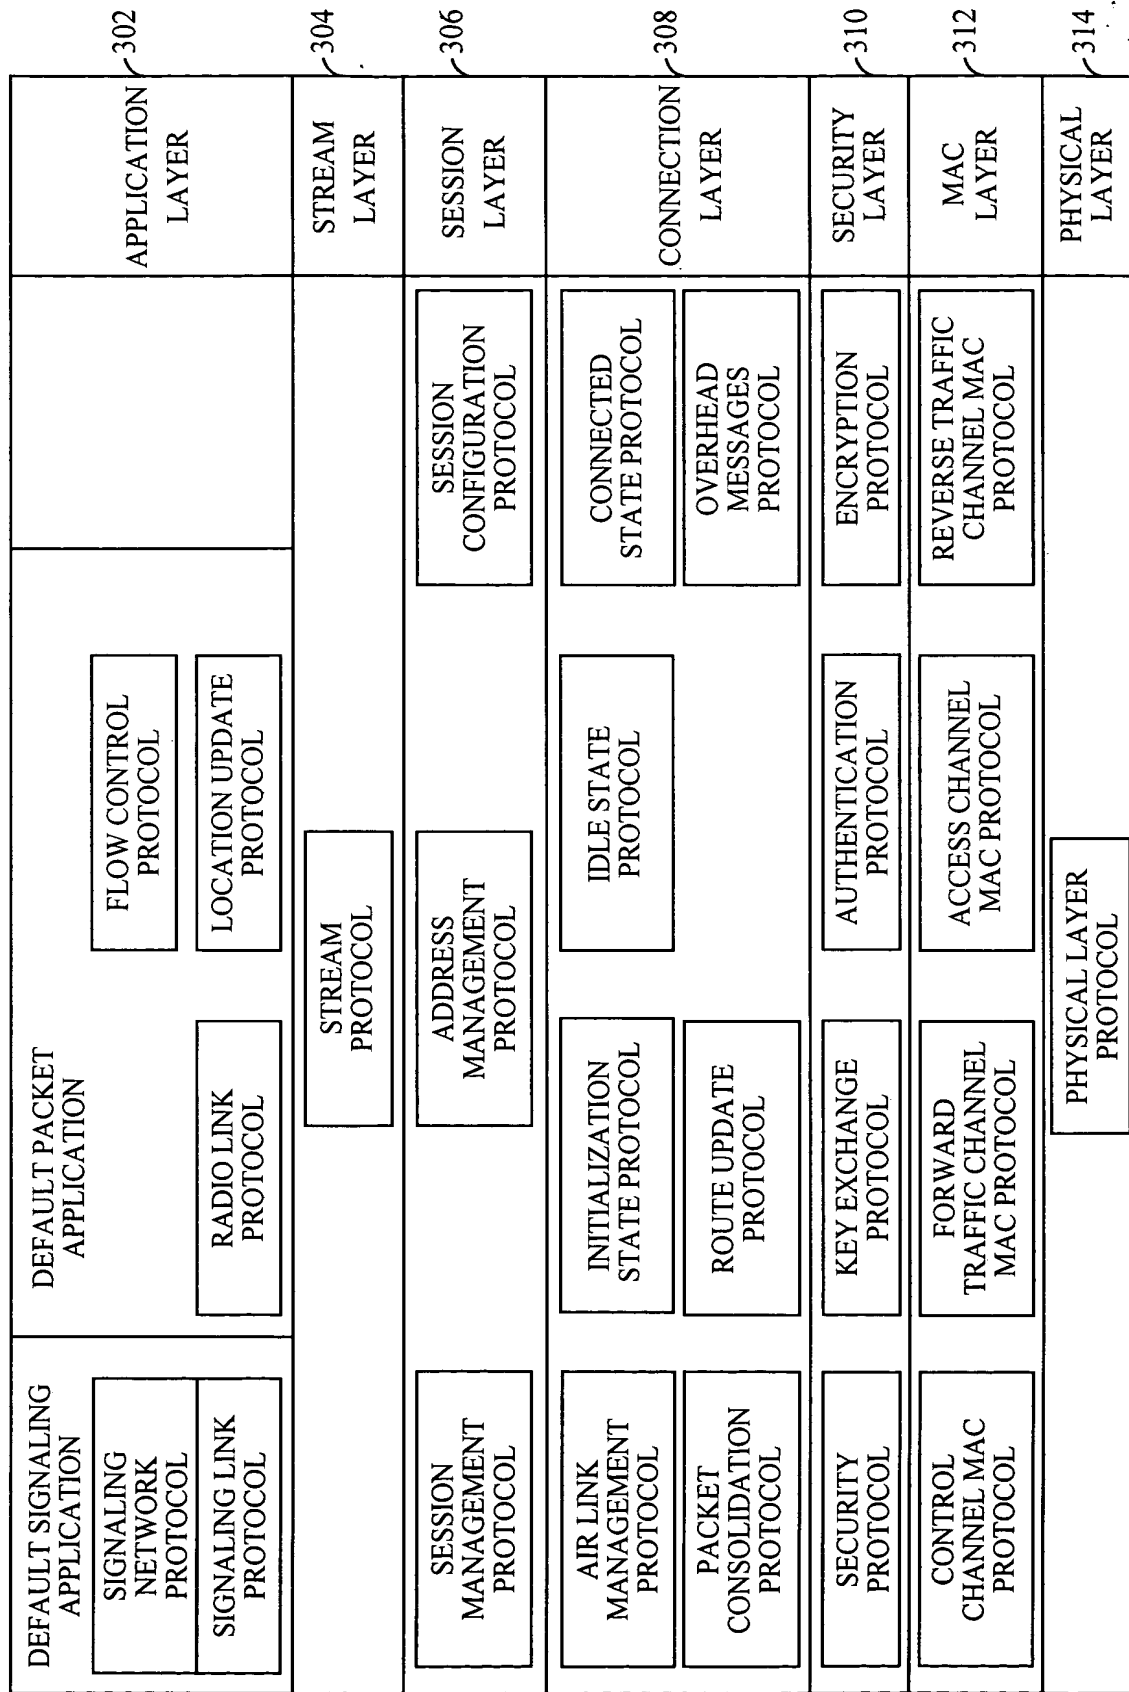 DEFAULT SIGNALING
APPLICATION
SIGNALING
NETWORK
PROTOCOL
SIGNALING LINK
PROTOCOL
DEFAULT PACKET
APPLICATION
RADIO LINK
PROTOCOL
FLOW CONTROL
PROTOCOL
LOCATION UPDATE
PROTOCOL
APPLICATION
LAYER
302
STREAM
PROTOCOL
STREAM
LAYER
304
SESSION
MANAGEMENT
PROTOCOL
ADDRESS
MANAGEMENT
PROTOCOL
SESSION
CONFIGURATION
PROTOCOL
SESSION
LAYER
306
AIR LINK
MANAGEMENT
PROTOCOL
INITIALIZATION
STATE PROTOCOL
IDLE STATE
PROTOCOL
CONNECTED
STATE PROTOCOL
PACKET
CONSOLIDATION
PROTOCOL
ROUTE UPDATE
PROTOCOL
OVERHEAD
MESSAGES
PROTOCOL
CONNECTION
LAYER
308
SECURITY
PROTOCOL
KEY EXCHANGE
PROTOCOL
AUTHENTICATION
PROTOCOL
ENCRYPTION
PROTOCOL
SECURITY
LAYER
310
CONTROL
CHANNEL MAC
PROTOCOL
FORWARD
TRAFFIC CHANNEL
MAC PROTOCOL
ACCESS CHANNEL
MAC PROTOCOL
REVERSE TRAFFIC
CHANNEL MAC
PROTOCOL
MAC
LAYER
312
PHYSICAL LAYER
PROTOCOL
PHYSICAL
LAYER
314